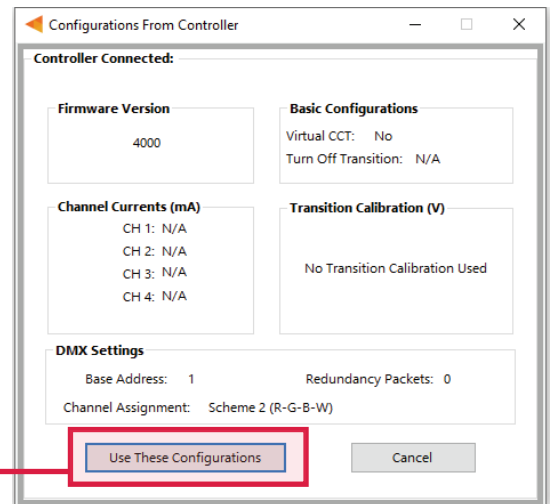 Configurations From Controller
Controller Connected:
Firmware Version
4000
Basic Configurations
Virtual CCT: No
Turn Off Transition: N/A
Channel Currents (mA)
CH 1: N/A
CH 2: N/A
CH 3: N/A
CH 4: N/A
Transition Calibration (V)
No Transition Calibration Used
DMX Settings
Base Address: 1 Redundancy Packets: 0
Channel Assignment: Scheme 2 (R-G-B-W)
Use These Configurations Cancel